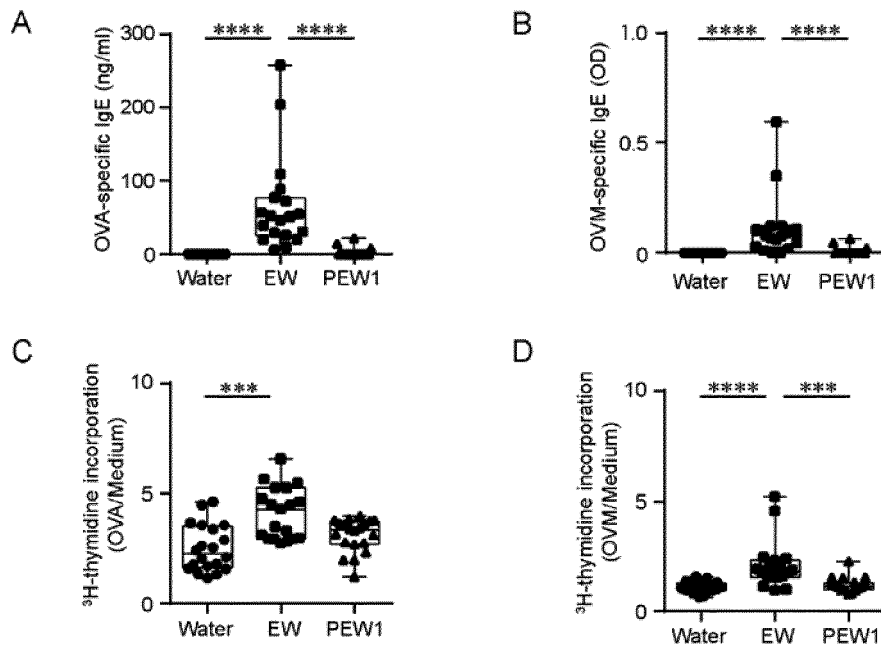 A
OVA-specific IgE (ng/ml)
300
200
100
0
**** ****
Water EW PEW1
B
OVM-specific IgE (OD)
1.0
0.5
0
**** ****
Water EW PEW1
C
³H-thymidine incorporation
(OVA/Medium)
10
5
0
***
Water EW PEW1
D
³H-thymidine incorporation
(OVM/Medium)
10
5
0
**** ***
Water EW PEW1